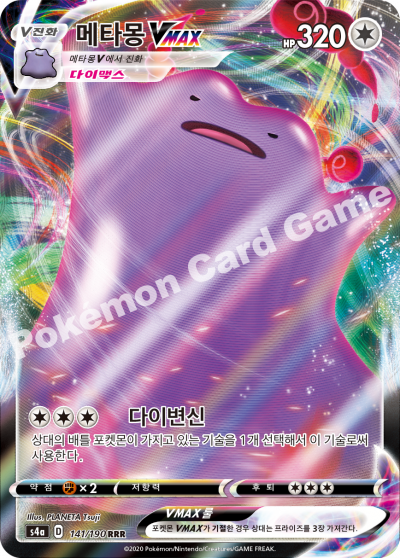 V진화
메타몽 VMAX
HP 320
메타몽V에서 진화
다이맥스
Pokémon Card Game
다이변신
상대의 배틀 포켓몬이 가지고 있는 기술을 1개 선택해서 이 기술로써
사용한다.
약점 ×2 저항력 후퇴
Illus. PLANETA Tsuji
VMAX 룰
s4a D 141/190 RRR
포켓몬 VMAX가 기절한 경우 상대는 프라이즈를 3장 가져간다.
©2020 Pokémon/Nintendo/Creatures/GAME FREAK.